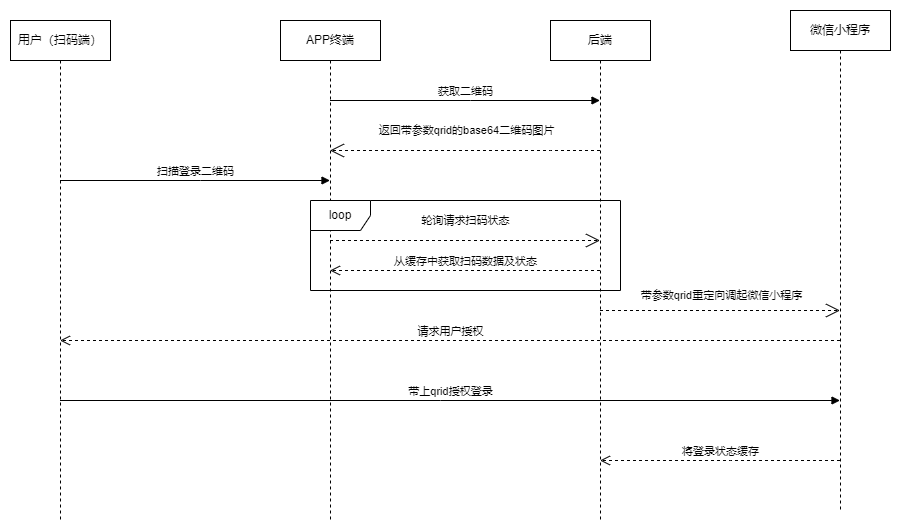 用户（扫码端）
APP终端
后端
微信小程序
获取二维码
返回带参数qrid的base64二维码图片
扫描登录二维码
loop
轮询请求扫码状态
从缓存中获取扫码数据及状态
带参数qrid重定向调起微信小程序
请求用户授权
带上qrid授权登录
将登录状态缓存